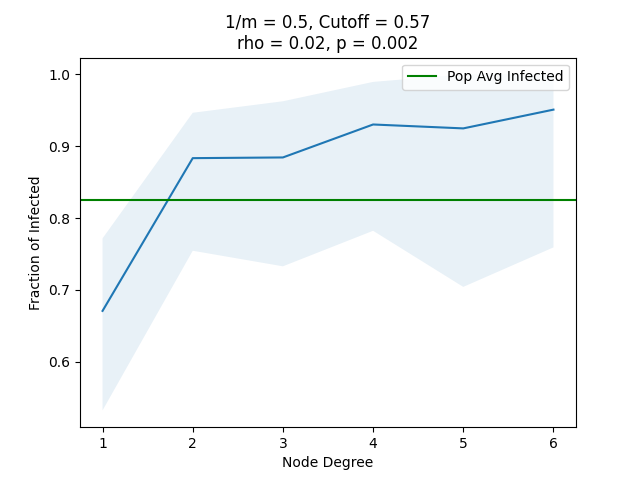 1/m = 0.5, Cutoff = 0.57
rho = 0.02, p = 0.002
Pop Avg Infected
1.0
0.9
0.8
0.7
0.6
Fraction of Infected
1 2 3 4 5 6
Node Degree